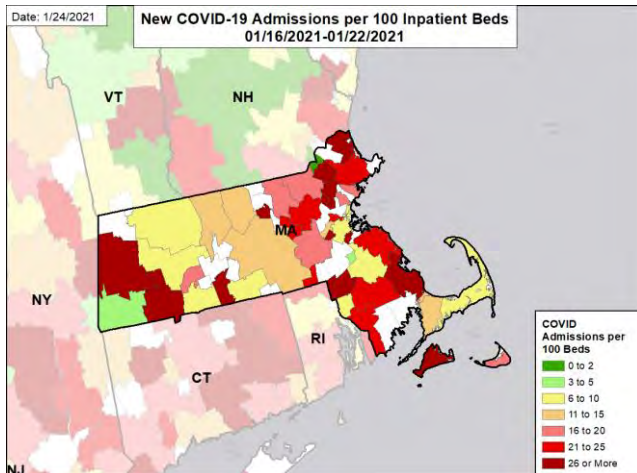 Date: 1/24/2021
New COVID-19 Admissions per 100 Inpatient Beds
01/16/2021-01/22/2021
VT
NH
MA
NY
CT
RI
NJ
COVID
Admissions per
100 Beds
0 to 2
3 to 5
6 to 10
11 to 15
16 to 20
21 to 25
26 or More